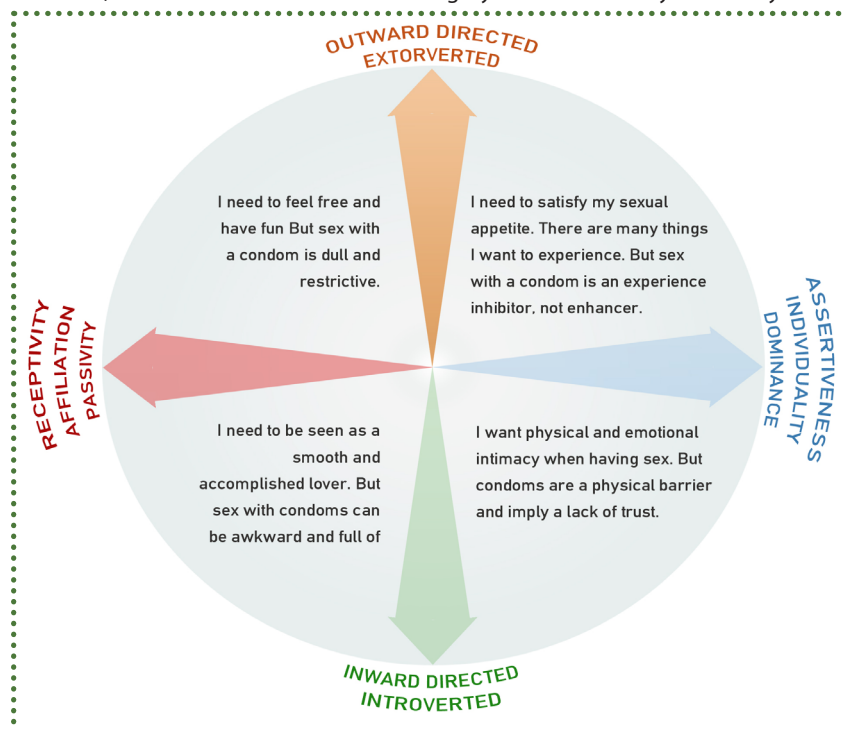 OUTWARD DIRECTED
EXTORVERTED
I need to feel free and
have fun But sex with
a condom is dull and
restrictive.
I need to satisfy my sexual
appetite. There are many things
I want to experience. But sex
with a condom is an experience
inhibitor, not enhancer.
RECEPTIVITY
AFFILIATION
PASSIVITY
ASSERTIVENESS
INDIVIDUALITY
DOMINANCE
I need to be seen as a
smooth and
accomplished lover. But
sex with condoms can
be awkward and full of
I want physical and emotional
intimacy when having sex. But
condoms are a physical barrier
and imply a lack of trust.
INWARD DIRECTED
INTROVERTED